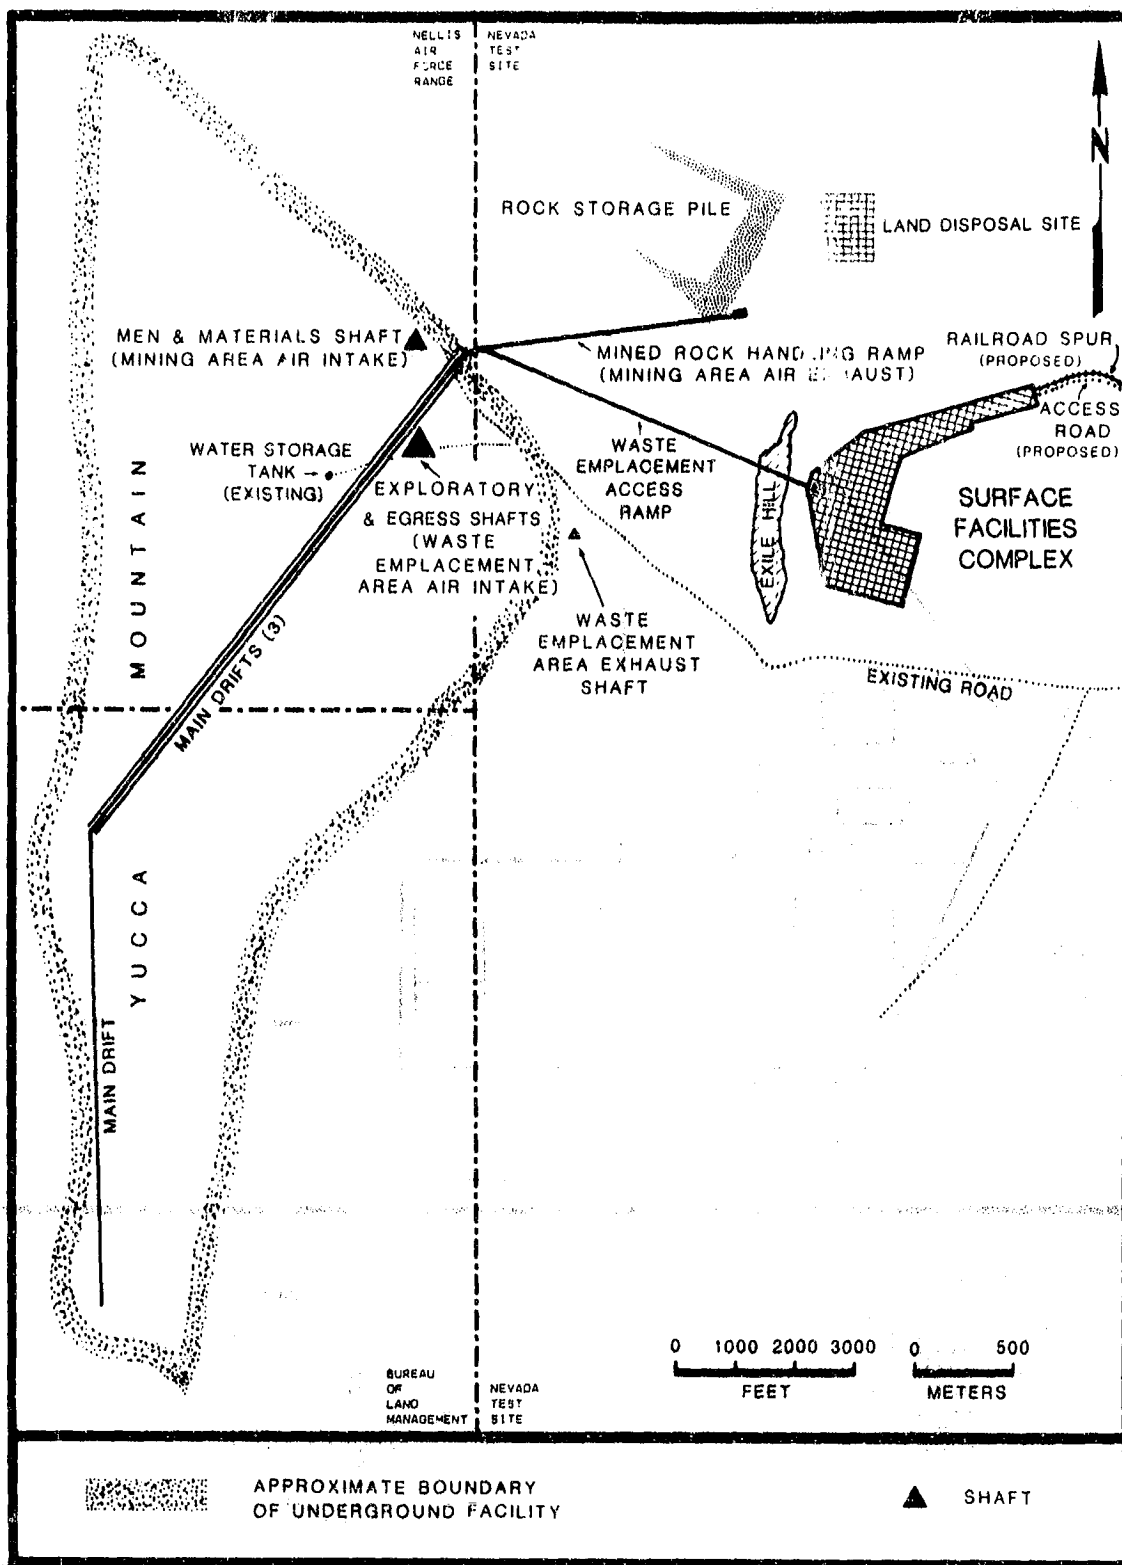 NELLIS
AIR
FORCE
RANGE
NEVADA
TEST
SITE
N
ROCK STORAGE PILE
LAND DISPOSAL SITE
MEN & MATERIALS SHAFT
(MINING AREA AIR INTAKE)
MINED ROCK HANDLING RAMP
(MINING AREA AIR EXHAUST)
RAILROAD SPUR
(PROPOSED)
ACCESS
ROAD
(PROPOSED)
WATER STORAGE
TANK
(EXISTING)
WASTE
EMPLACEMENT
ACCESS
RAMP
EXPLORATORY
& EGRESS SHAFTS
(WASTE
EMPLACEMENT
AREA AIR INTAKE)
EXILE HILL
SURFACE
FACILITIES
COMPLEX
WASTE
EMPLACEMENT
AREA EXHAUST
SHAFT
EXISTING ROAD
MAIN DRIFTS (3)
YUCCA MOUNTAIN
MAIN DRIFT
0 1000 2000 3000
FEET
0 500
METERS
BUREAU
OF
LAND
MANAGEMENT
NEVADA
TEST
SITE
APPROXIMATE BOUNDARY
OF UNDERGROUND FACILITY
SHAFT